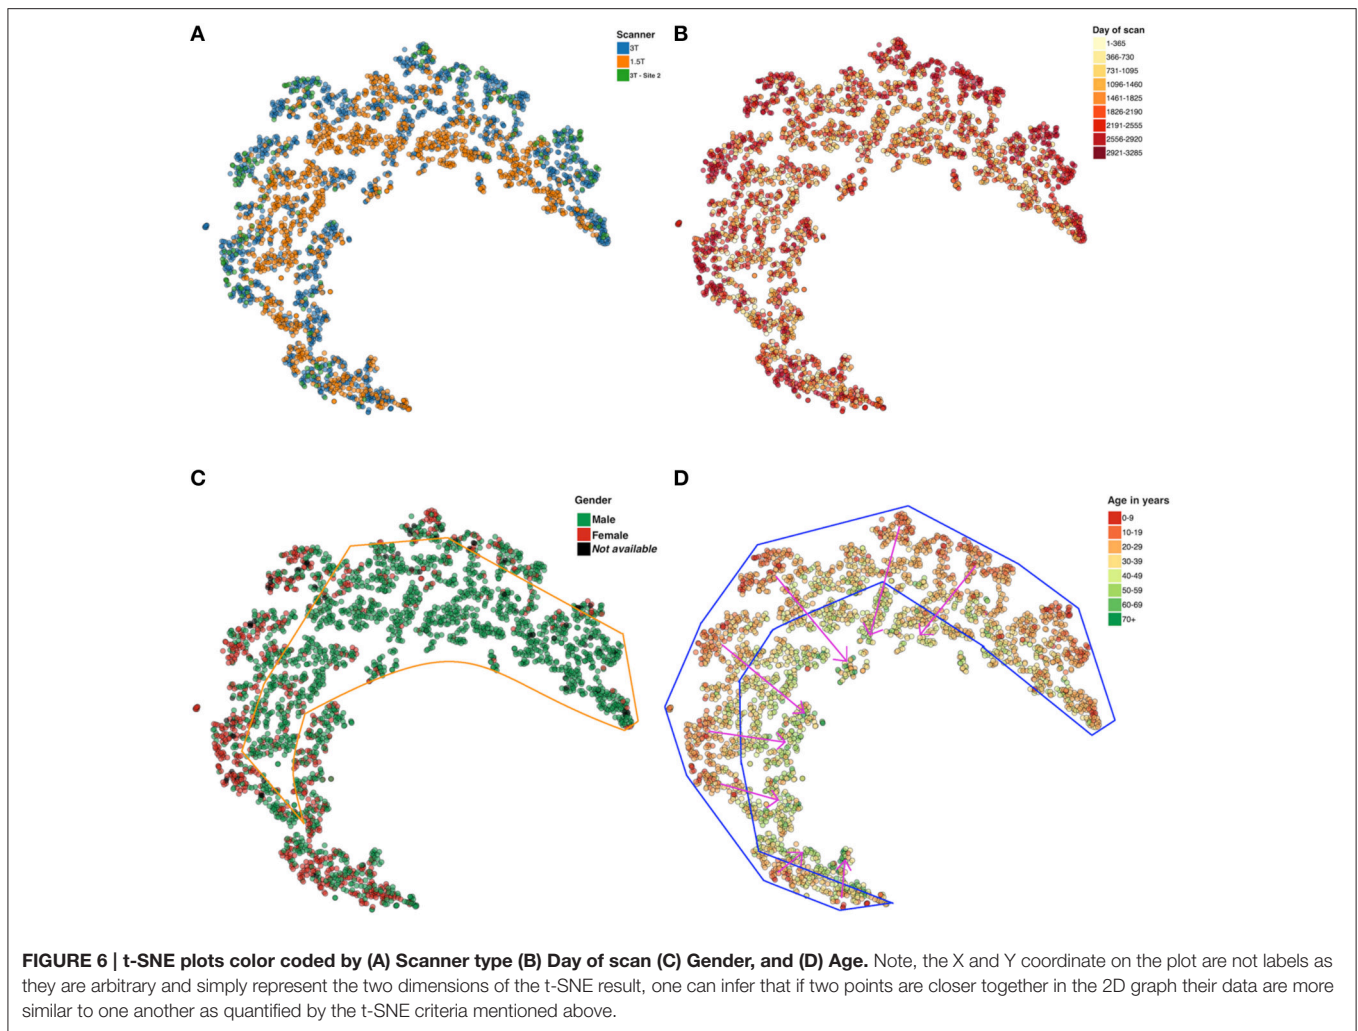 A
Scanner
3T
1.5T
3T - Site 2
B
Day of scan
1-365
366-730
731-1095
1096-1460
1461-1825
1826-2190
2191-2555
2556-2920
2921-3285
C
Gender
Male
Female
Not available
D
Age in years
0-9
10-19
20-29
30-39
40-49
50-59
60-69
70+
FIGURE 6 | t-SNE plots color coded by (A) Scanner type (B) Day of scan (C) Gender, and (D) Age. Note, the X and Y coordinate on the plot are not labels as
they are arbitrary and simply represent the two dimensions of the t-SNE result, one can infer that if two points are closer together in the 2D graph their data are more
similar to one another as quantified by the t-SNE criteria mentioned above.